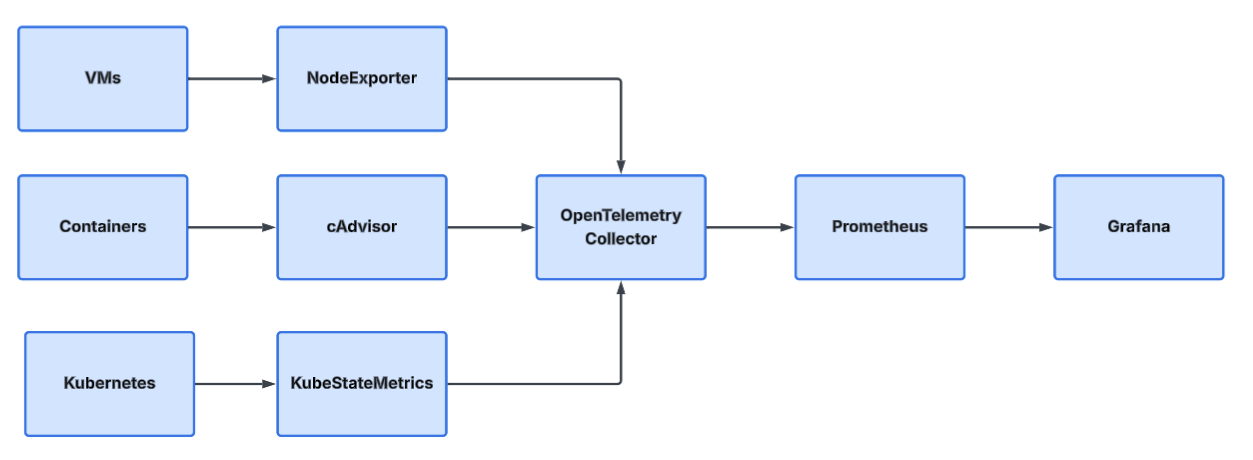 VMs
NodeExporter
Containers
cAdvisor
OpenTelemetry
Collector
Prometheus
Grafana
Kubernetes
KubeStateMetrics